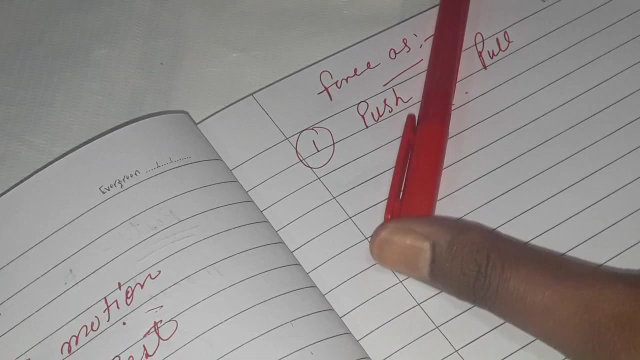 Force as:-
① Push Pull
Evergreen
motion